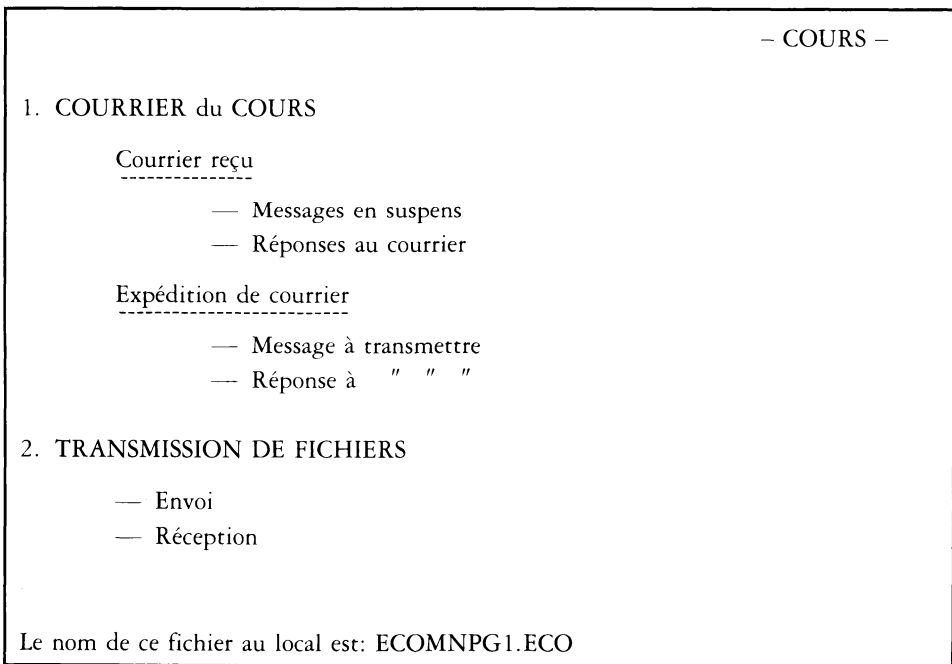 – COURS –
1. COURRIER du COURS
Courrier reçu
— Messages en suspens
— Réponses au courrier
Expédition de courrier
— Message à transmettre
— Réponse à " " "
2. TRANSMISSION DE FICHIERS
— Envoi
— Réception
Le nom de ce fichier au local est: ECOMNPG1.ECO